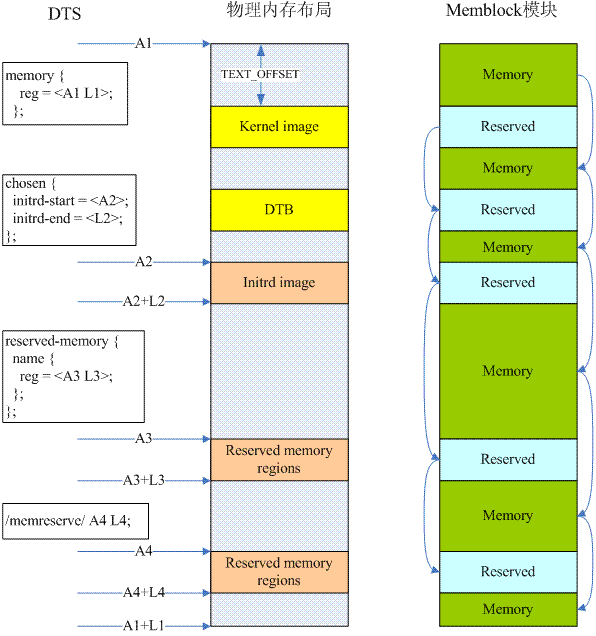 DTS
物理内存布局
Memblock模块
A1
memory {
reg = <A1 L1>;
};
TEXT_OFFSET
Kernel image
chosen {
initrd-start = <A2>;
initrd-end = <L2>;
};
DTB
A2
Initrd image
A2+L2
reserved-memory {
name {
reg = <A3 L3>;
};
};
A3
Reserved memory
regions
A3+L3
/memreserve/ A4 L4;
A4
Reserved memory
regions
A4+L4
A1+L1
Memory
Reserved
Memory
Reserved
Memory
Reserved
Memory
Reserved
Memory
Reserved
Memory